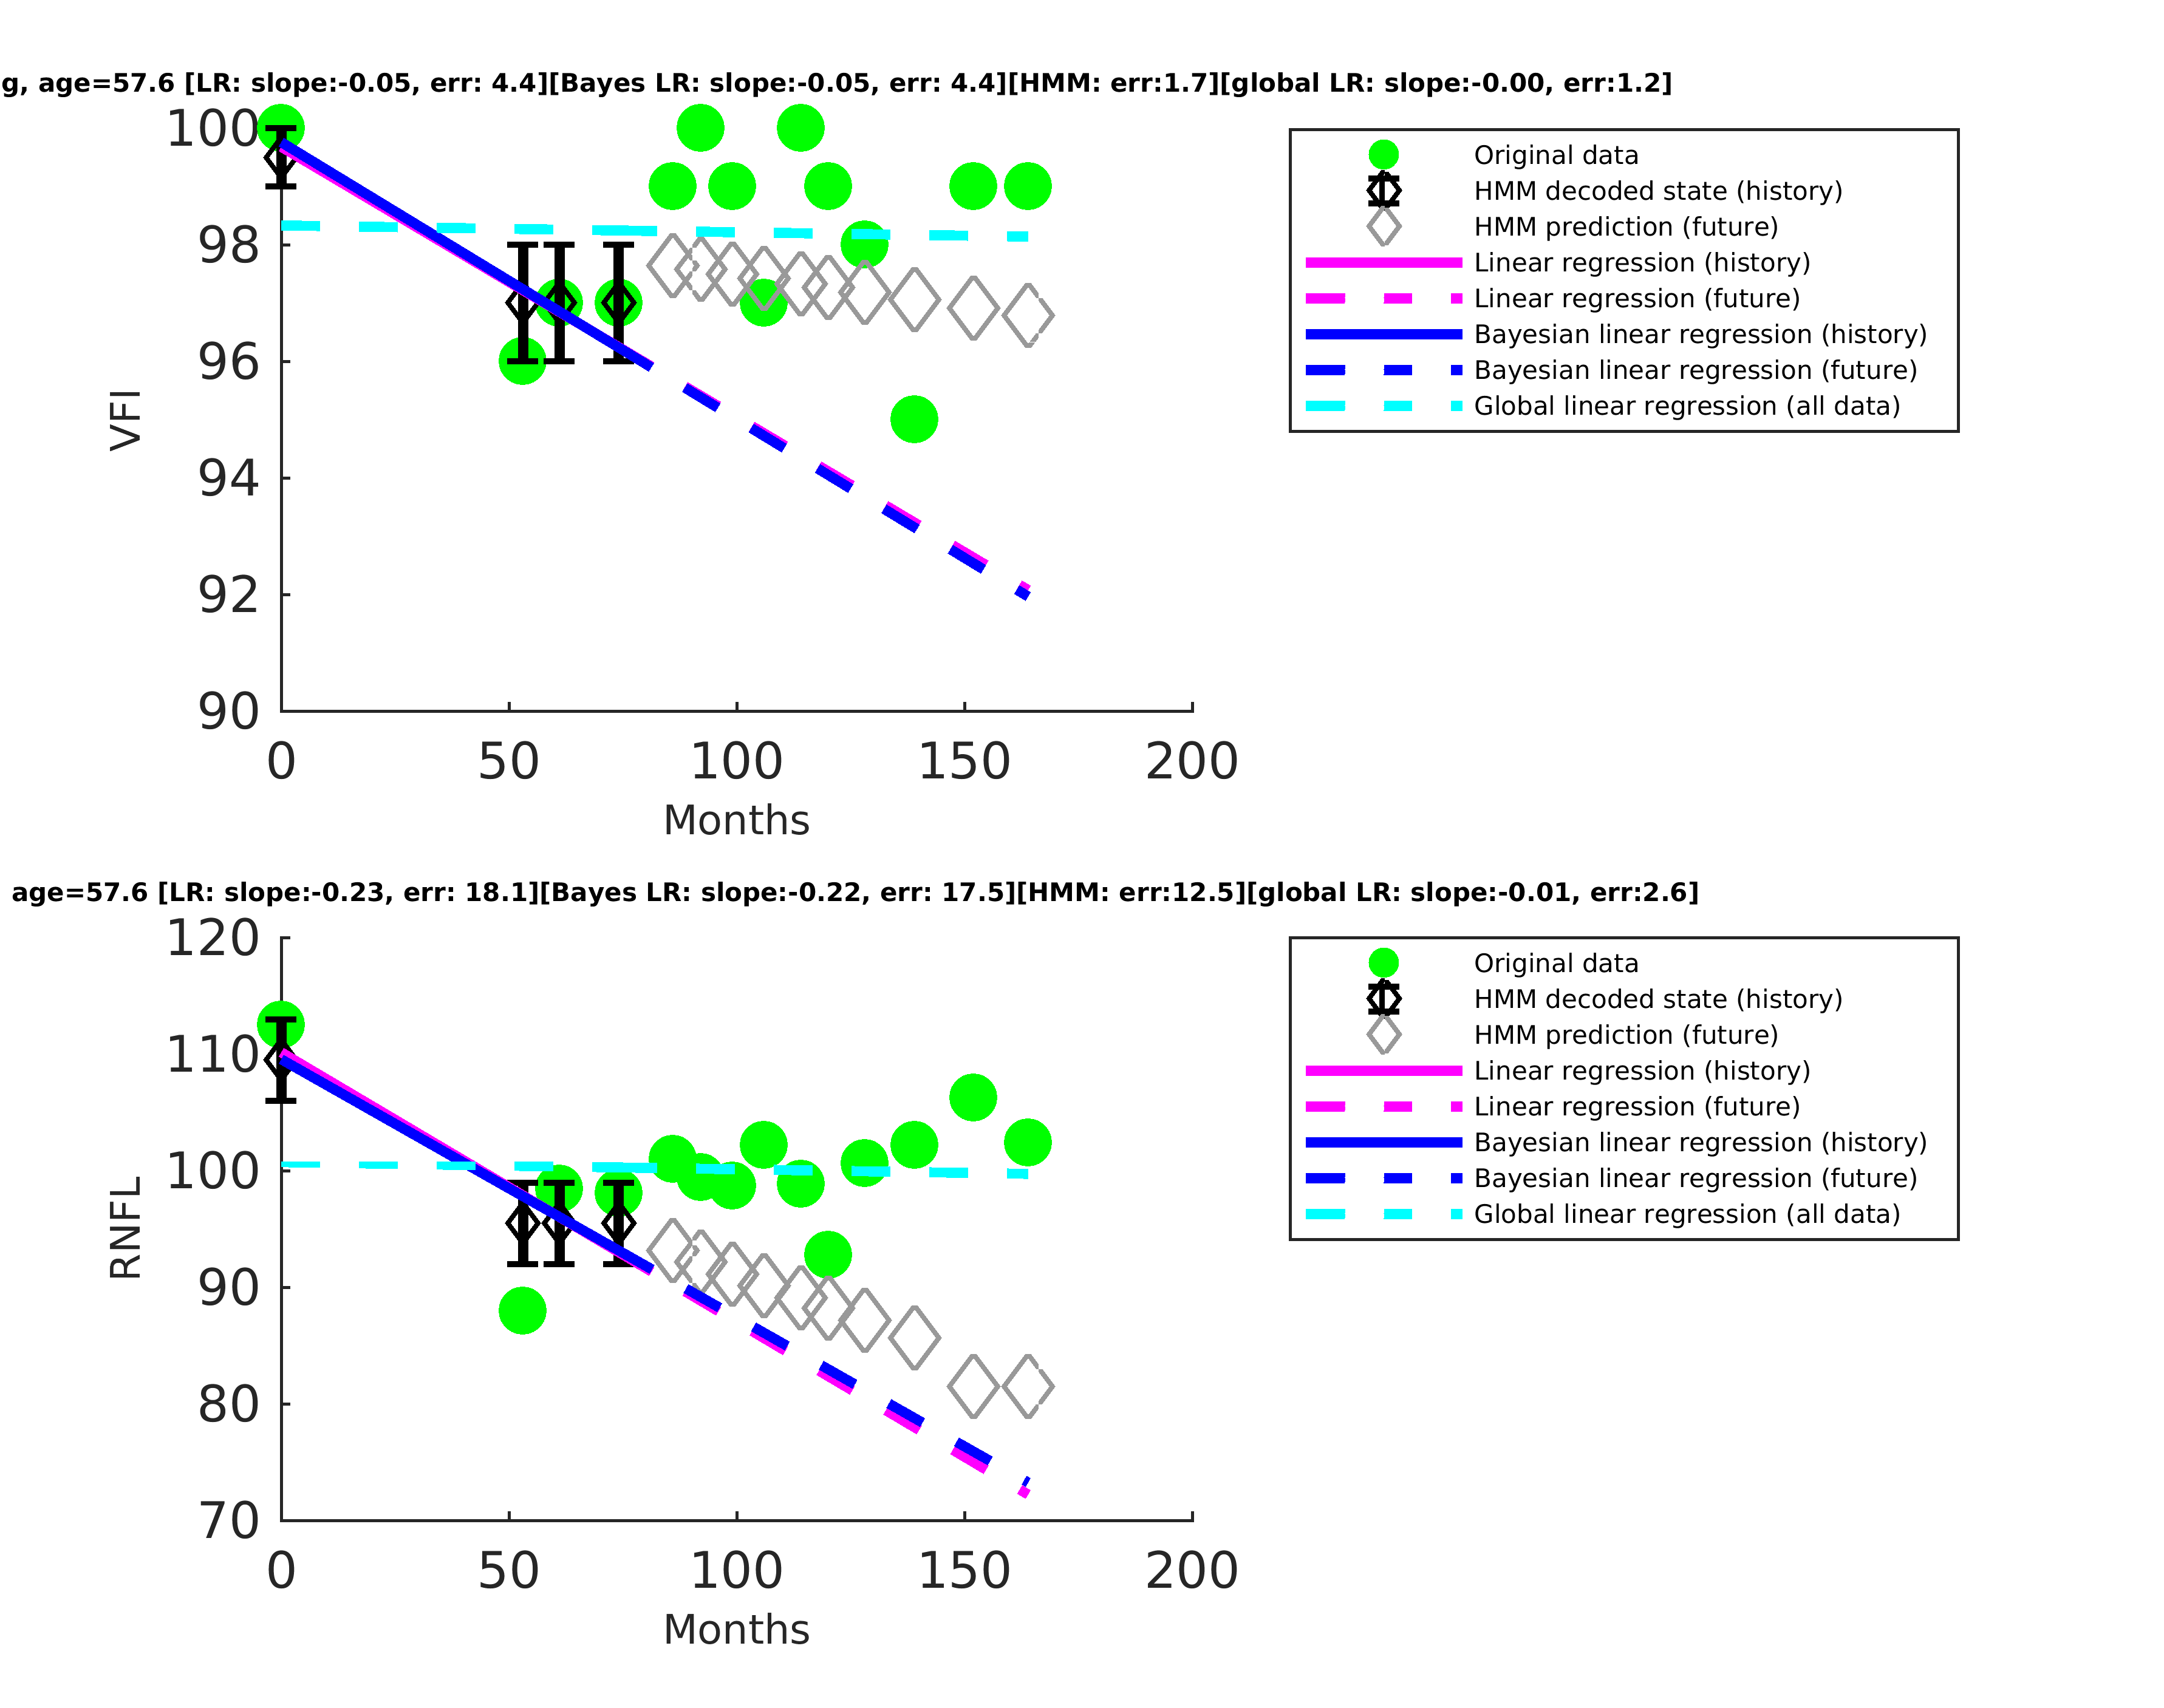 g, age=57.6 [LR: slope:-0.05, err: 4.4][Bayes LR: slope:-0.05, err: 4.4][HMM: err:1.7][global LR: slope:-0.00, err:1.2]
100
98
96
94
92
90
VFI
0 50 100 150 200
Months
Original data
HMM decoded state (history)
HMM prediction (future)
Linear regression (history)
Linear regression (future)
Bayesian linear regression (history)
Bayesian linear regression (future)
Global linear regression (all data)
age=57.6 [LR: slope:-0.23, err: 18.1][Bayes LR: slope:-0.22, err: 17.5][HMM: err:12.5][global LR: slope:-0.01, err:2.6]
120
110
100
90
80
70
RNFL
0 50 100 150 200
Months
Original data
HMM decoded state (history)
HMM prediction (future)
Linear regression (history)
Linear regression (future)
Bayesian linear regression (history)
Bayesian linear regression (future)
Global linear regression (all data)